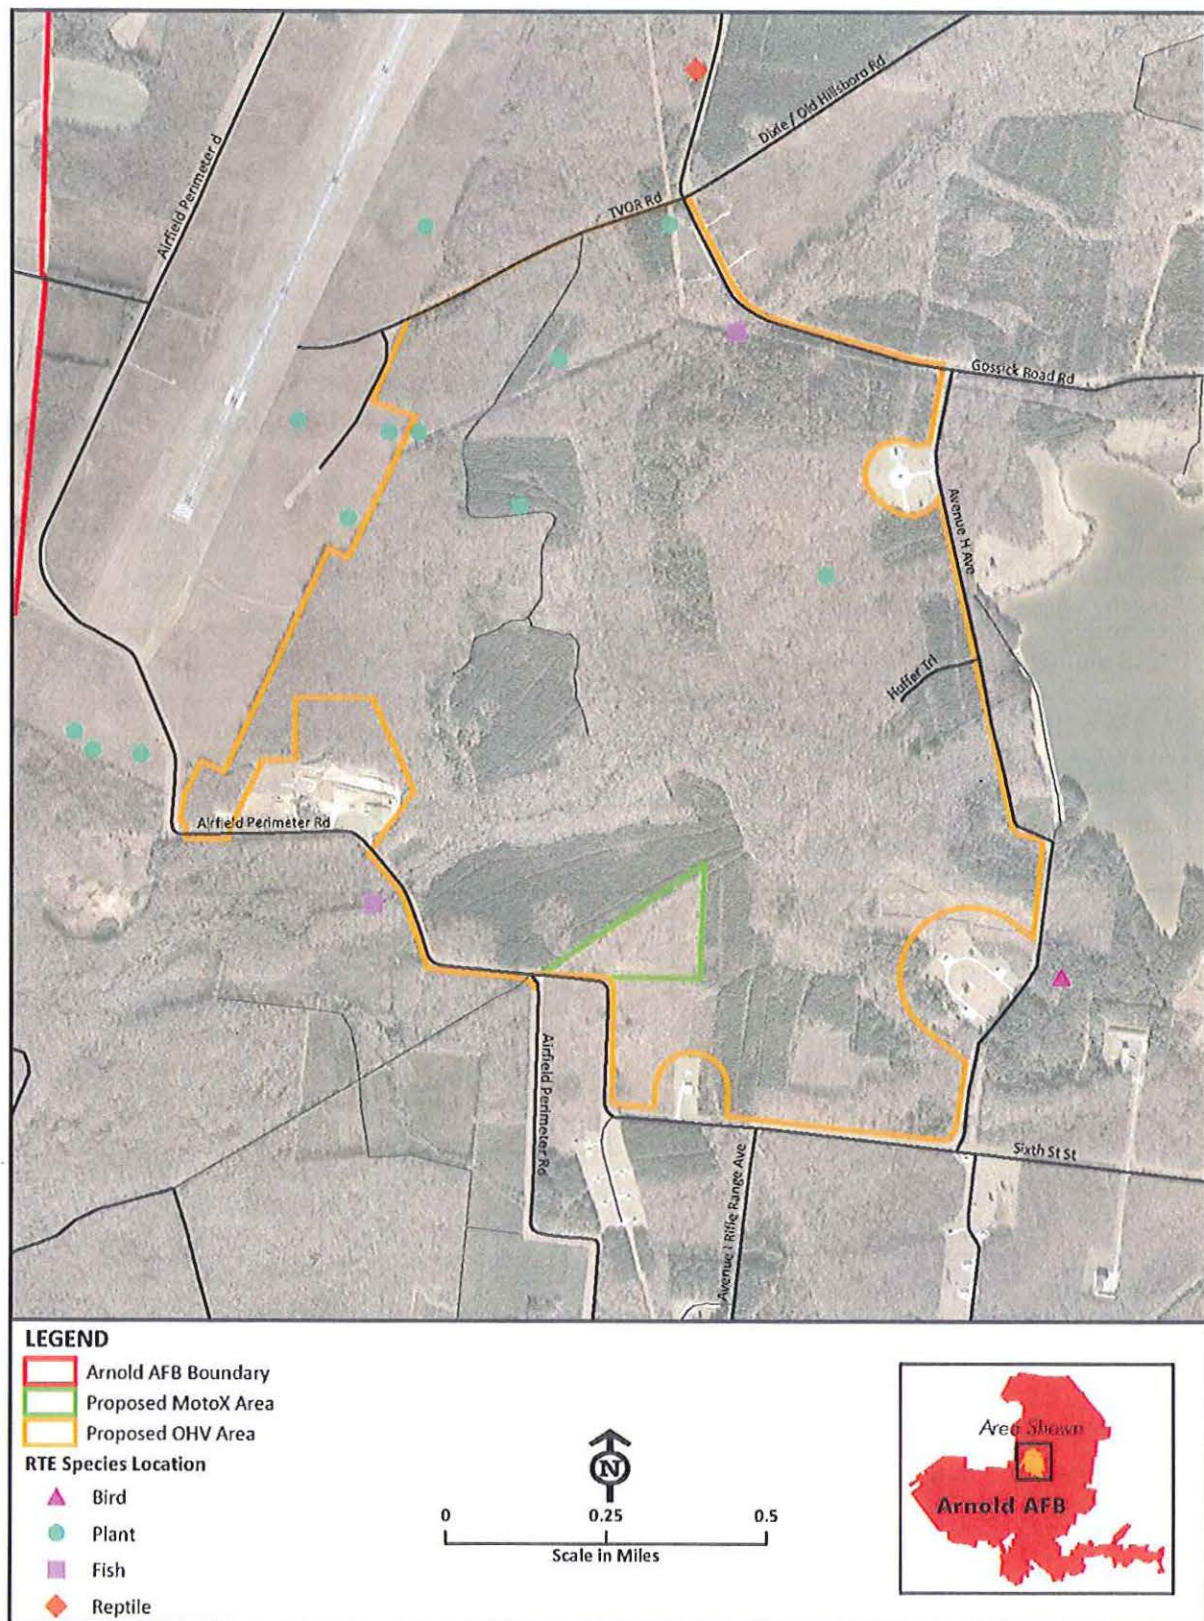 Airfield Perimeter d
Dixie / Old Hillsboro Rd
TVOR Rd
Gossick Road Rd
Avenue H Ave
Huffer Trl
Airfield Perimeter Rd
Airfield Perimeter Rd
Avenue I Rifle Range Ave
Sixth St St
LEGEND
Arnold AFB Boundary
Proposed MotoX Area
Proposed OHV Area
RTE Species Location
Bird
Plant
Fish
Reptile
N
0 0.25 0.5
Scale in Miles
Area Shown
Arnold AFB